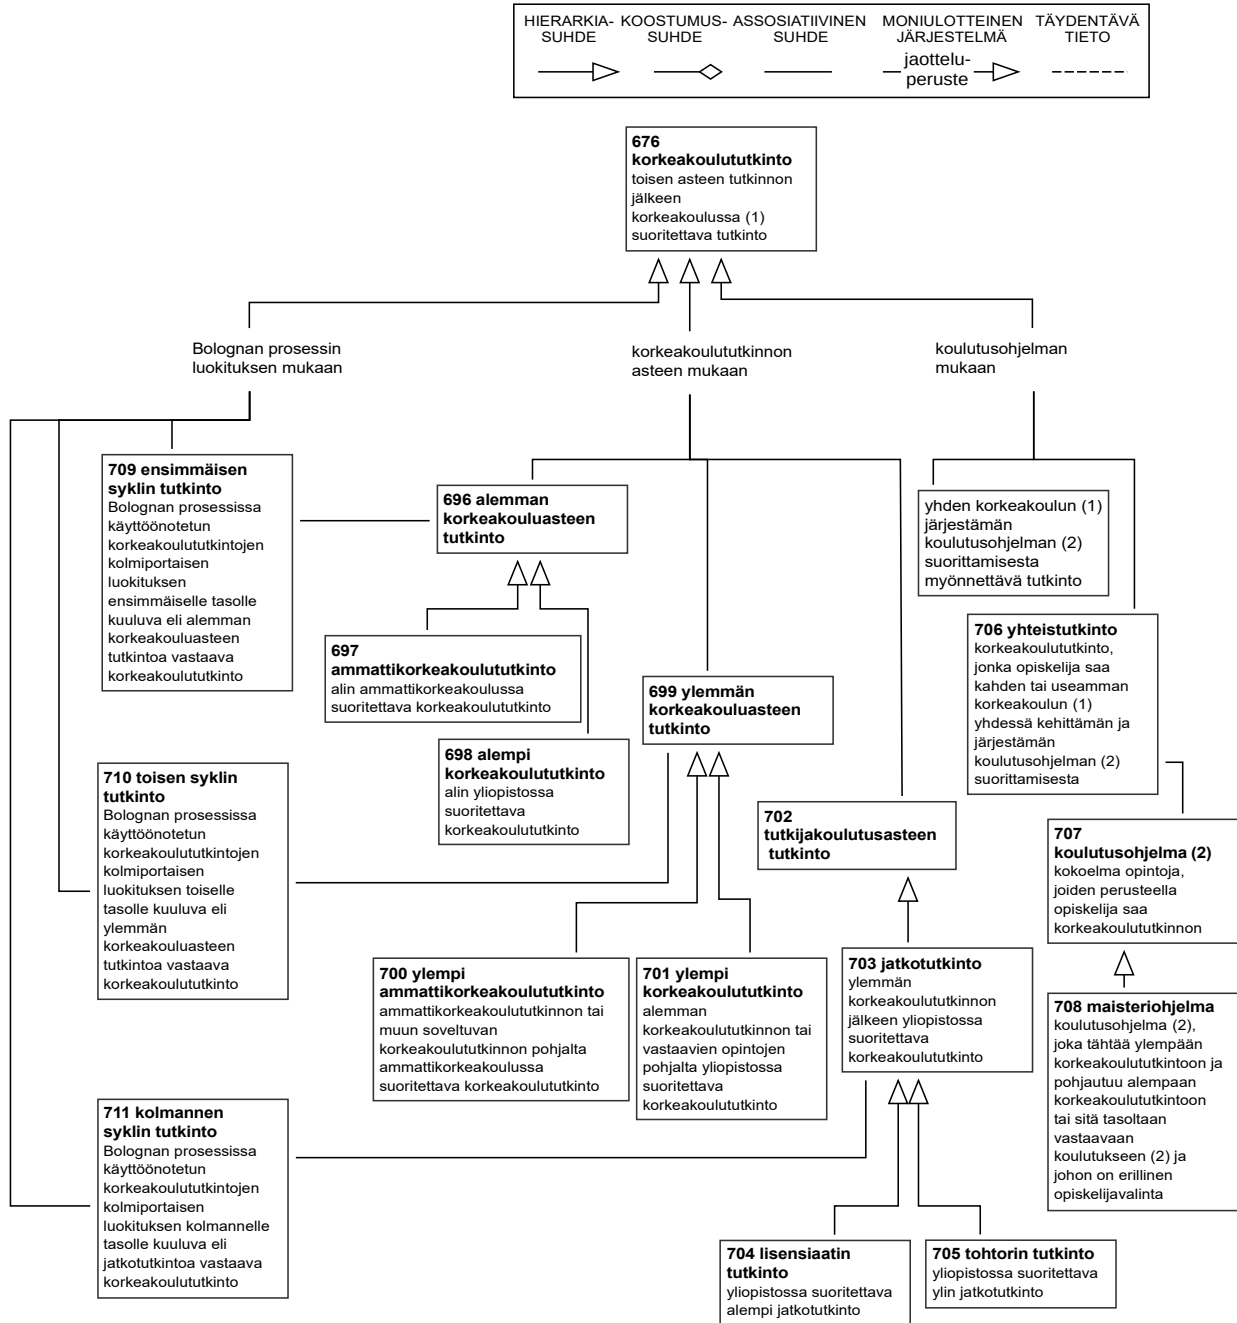 HIERARKIA-
SUHDE
KOOSTUMUS-
SUHDE
ASSOSIATIIVINEN
SUHDE
MONIULOTTEINEN
JÄRJESTELMÄ
jaottelu-
peruste
TÄYDENTÄVÄ
TIETO
676
korkeakoulututkinto
toisen asteen tutkinnon
jälkeen
korkeakoulussa (1)
suoritettava tutkinto
Bolognan prosessin
luokituksen mukaan
korkeakoulututkinnon
asteen mukaan
koulutusohjelman
mukaan
709 ensimmäisen
syklin tutkinto
Bolognan prosessissa
käyttöönotetun
korkeakoulututkintojen
kolmiportaisen
luokituksen
ensimmäiselle tasolle
kuuluva eli alemman
korkeakouluasteen
tutkintoa vastaava
korkeakoulututkinto
696 alemman
korkeakouluasteen
tutkinto
yhden korkeakoulun (1)
järjestämän
koulutusohjelman (2)
suorittamisesta
myönnettävä tutkinto
697
ammattikorkeakoulututkinto
alin ammattikorkeakoulussa
suoritettava korkeakoulututkinto
706 yhteistutkinto
korkeakoulututkinto,
jonka opiskelija saa
kahden tai useamman
korkeakoulun (1)
yhdessä kehittämän ja
järjestämän
koulutusohjelman (2)
suorittamisesta
699 ylemmän
korkeakouluasteen
tutkinto
698 alempi
korkeakoulututkinto
alin yliopistossa
suoritettava
korkeakoulututkinto
710 toisen syklin
tutkinto
Bolognan prosessissa
käyttöönotetun
korkeakoulututkintojen
kolmiportaisen
luokituksen toiselle
tasolle kuuluva eli
ylemmän
korkeakouluasteen
tutkintoa vastaava
korkeakoulututkinto
702
tutkijakoulutusasteen
tutkinto
707
koulutusohjelma (2)
kokoelma opintoja,
joiden perusteella
opiskelija saa
korkeakoulututkinnon
700 ylempi
ammattikorkeakoulututkinto
ammattikorkeakoulututkinnon tai
muun soveltuvan
korkeakoulututkinnon pohjalta
ammattikorkeakoulussa
suoritettava korkeakoulututkinto
701 ylempi
korkeakoulututkinto
alemman
korkeakoulututkinnon tai
vastaavien opintojen
pohjalta yliopistossa
suoritettava
korkeakoulututkinto
703 jatkotutkinto
ylemmän
korkeakoulututkinnon
jälkeen yliopistossa
suoritettava
korkeakoulututkinto
708 maisteriohjelma
koulutusohjelma (2),
joka tähtää ylempään
korkeakoulututkintoon ja
pohjautuu alempaan
korkeakoulututkintoon
tai sitä tasoltaan
vastaavaan
koulutukseen (2) ja
johon on erillinen
opiskelijavalinta
711 kolmannen
syklin tutkinto
Bolognan prosessissa
käyttöönotetun
korkeakoulututkintojen
kolmiportaisen
luokituksen kolmannelle
tasolle kuuluva eli
jatkotutkintoa vastaava
korkeakoulututkinto
704 lisensiaatin
tutkinto
yliopistossa suoritettava
alempi jatkotutkinto
705 tohtorin tutkinto
yliopistossa suoritettava
ylin jatkotutkinto